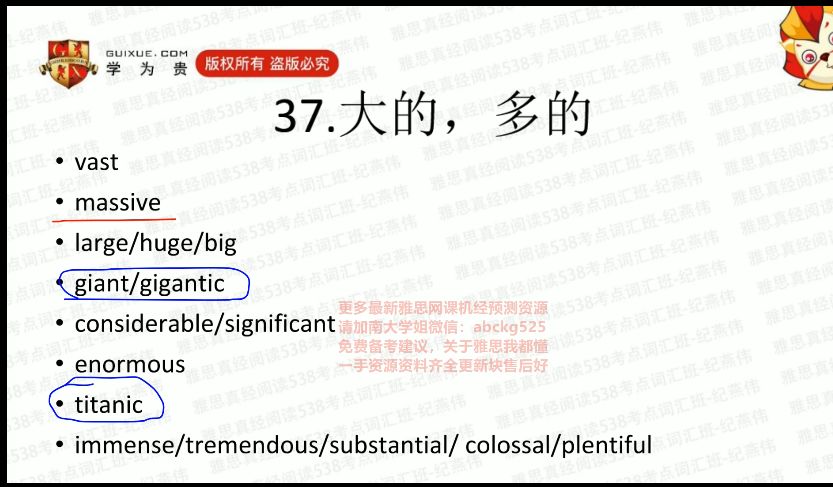 GUIXUE.COM
学为贵
版权所有 盗版必究
37.大的，多的
• vast
• massive
• large/huge/big
• giant/gigantic
更多最新雅思网课机经预测资源
• considerable/significant
请加南大学姐微信：abckg525
免费备考建议，关于雅思我都懂
• enormous
一手资源资料齐全更新块售后好
• titanic
• immense/tremendous/substantial/ colossal/plentiful
雅思真经阅读538考点词汇班-纪燕伟